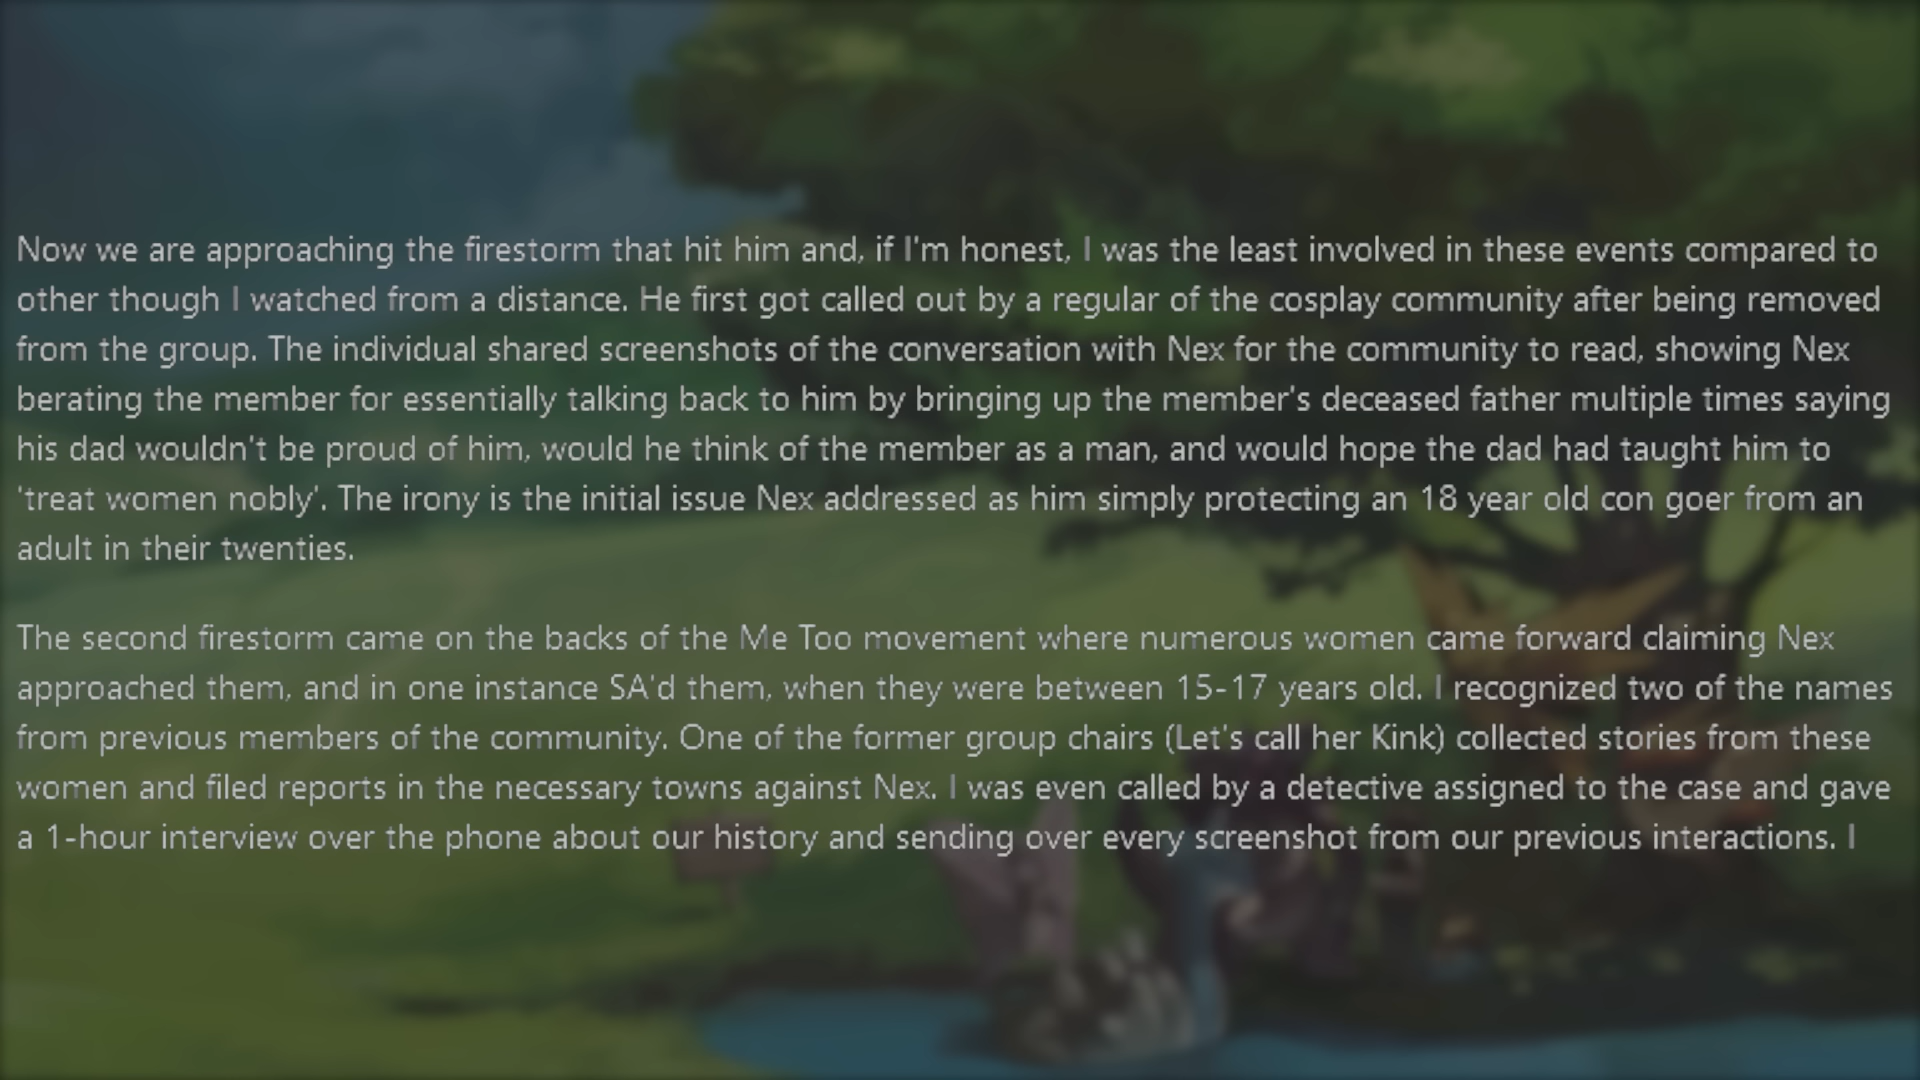 Now we are approaching the firestorm that hit him and, if I'm honest, I was the least involved in these events compared to
other though I watched from a distance. He first got called out by a regular of the cosplay community after being removed
from the group. The individual shared screenshots of the conversation with Nex for the community to read, showing Nex
berating the member for essentially talking back to him by bringing up the member's deceased father multiple times saying
his dad wouldn't be proud of him, would he think of the member as a man, and would hope the dad had taught him to
'treat women nobly'. The irony is the initial issue Nex addressed as him simply protecting an 18 year old con goer from an
adult in their twenties.
The second firestorm came on the backs of the Me Too movement where numerous women came forward claiming Nex
approached them, and in one instance SA'd them, when they were between 15-17 years old. I recognized two of the names
from previous members of the community. One of the former group chairs (Let's call her Kink) collected stories from these
women and filed reports in the necessary towns against Nex. I was even called by a detective assigned to the case and gave
a 1-hour interview over the phone about our history and sending over every screenshot from our previous interactions. I